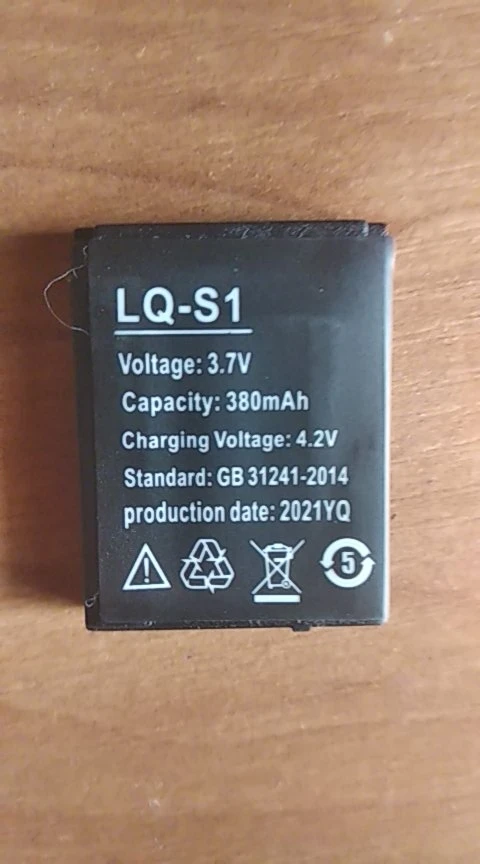 LQ-S1
Voltage: 3.7V
Capacity: 380mAh
Charging Voltage: 4.2V
Standard: GB 31241-2014
production date: 2021YQ
5